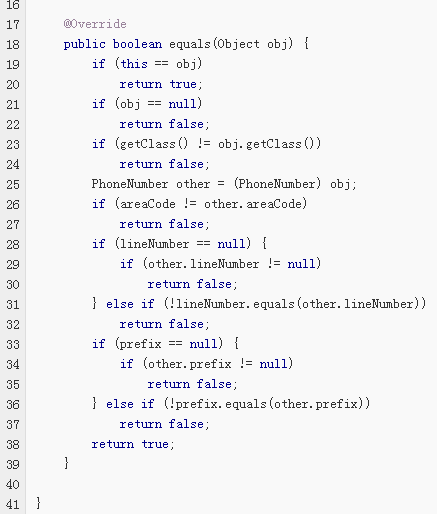 16
17 @Override
18 public boolean equals(Object obj) {
19 if (this == obj)
20 return true;
21 if (obj == null)
22 return false;
23 if (getClass() != obj.getClass())
24 return false;
25 PhoneNumber other = (PhoneNumber) obj;
26 if (areaCode != other.areaCode)
27 return false;
28 if (lineNumber == null) {
29 if (other.lineNumber != null)
30 return false;
31 } else if (!lineNumber.equals(other.lineNumber))
32 return false;
33 if (prefix == null) {
34 if (other.prefix != null)
35 return false;
36 } else if (!prefix.equals(other.prefix))
37 return false;
38 return true;
39 }
40
41 }